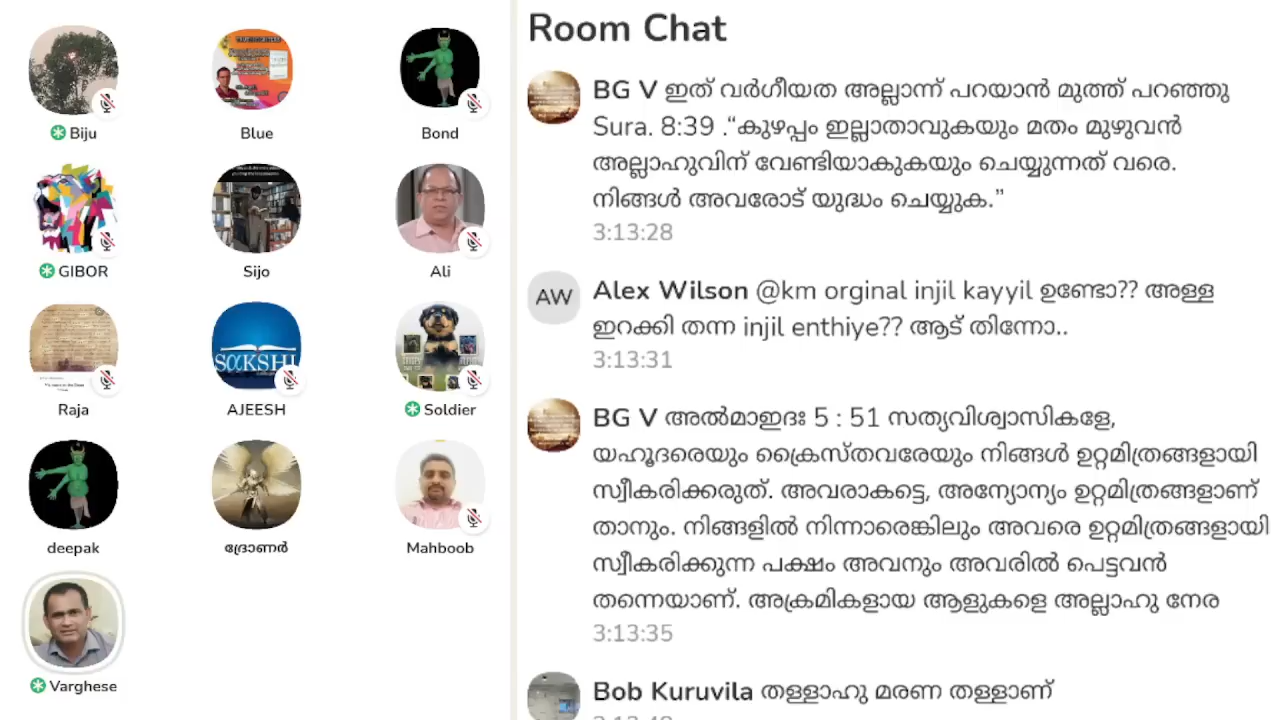 Biju
Blue
Bond
GIBOR
Sijo
Ali
Raja
SAKSHI
AJEESH
Soldier
deepak
ദ്രോണർ
Mahboob
Varghese
Room Chat
BG V ഇത് വർഗീയത അല്ലാന്ന് പറയാൻ മുത്ത് പറഞ്ഞു
Sura. 8:39 .“കുഴപ്പം ഇല്ലാതാവുകയും മതം മുഴുവൻ
അല്ലാഹുവിന് വേണ്ടിയാകുകയും ചെയ്യുന്നത് വരെ.
നിങ്ങൾ അവരോട് യുദ്ധം ചെയ്യുക.”
3:13:28
AW
Alex Wilson @km orginal injil kayyil ഉണ്ടോ?? അള്ള
ഇറക്കി തന്ന injil enthiye?? ആട് തിന്നോ..
3:13:31
BG V അൽമാഇദഃ 5 : 51 സത്യവിശ്വാസികളേ,
യഹൂദരെയും ക്രൈസ്തവരേയും നിങ്ങൾ ഉറ്റമിത്രങ്ങളായി
സ്വീകരിക്കരുത്. അവരാകട്ടെ, അന്യോന്യം ഉറ്റമിത്രങ്ങളാണ്
താനും. നിങ്ങളിൽ നിന്നാരെങ്കിലും അവരെ ഉറ്റമിത്രങ്ങളായി
സ്വീകരിക്കുന്ന പക്ഷം അവനും അവരിൽ പെട്ടവൻ
തന്നെയാണ്. അക്രമികളായ ആളുകളെ അല്ലാഹു നേര
3:13:35
Bob Kuruvila തള്ളാഹു മരണ തള്ളാണ്